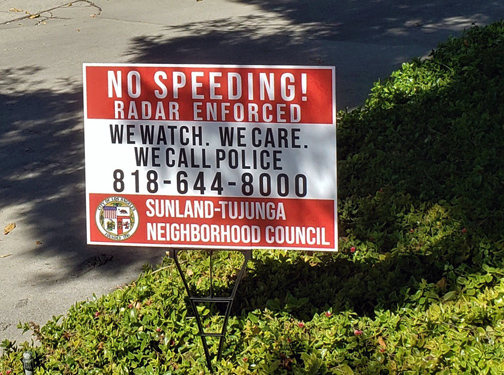 NO SPEEDING!
RADAR ENFORCED
WE WATCH. WE CARE.
WE CALL POLICE
818-644-8000
SUNLAND-TUJUNGA
NEIGHBORHOOD COUNCIL